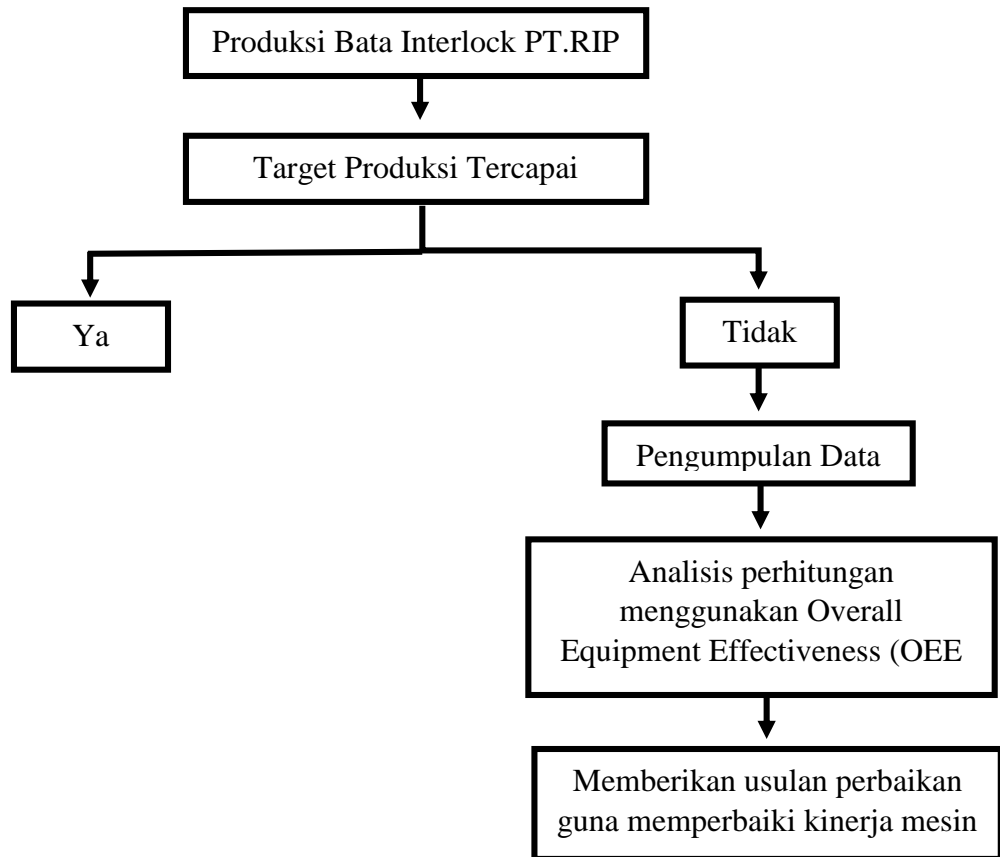 Produksi Bata Interlock PT.RIP
Target Produksi Tercapai
Ya
Tidak
Pengumpulan Data
Analisis perhitungan
menggunakan Overall
Equipment Effectiveness (OEE
Memberikan usulan perbaikan
guna memperbaiki kinerja mesin